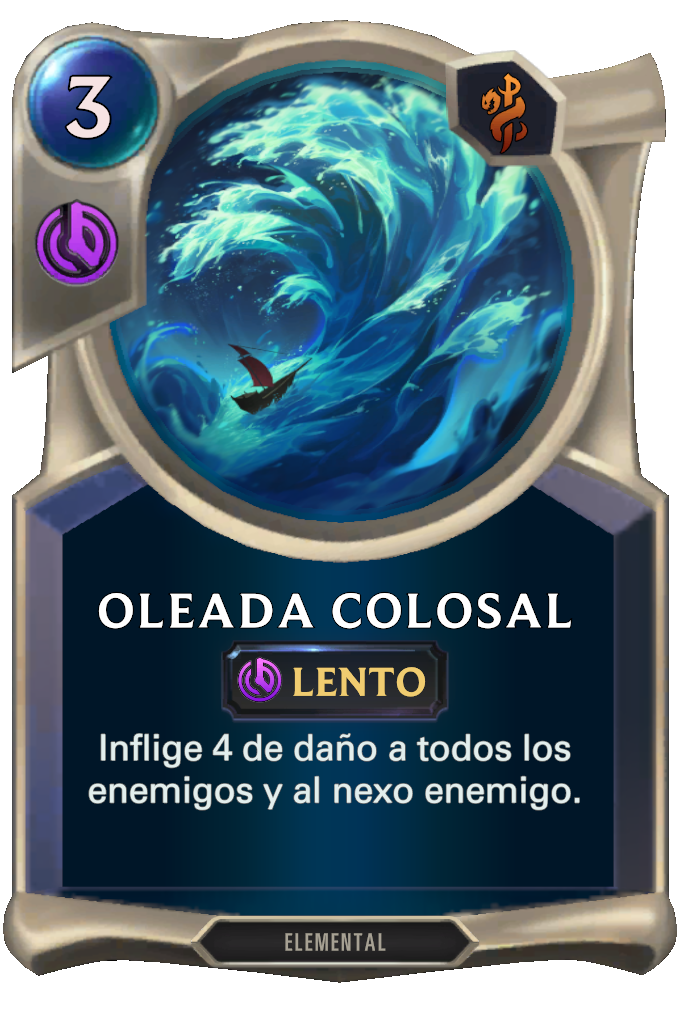 3
OLEADA COLOSAL
LENTO
Inflige 4 de daño a todos los
enemigos y al nexo enemigo.
ELEMENTAL